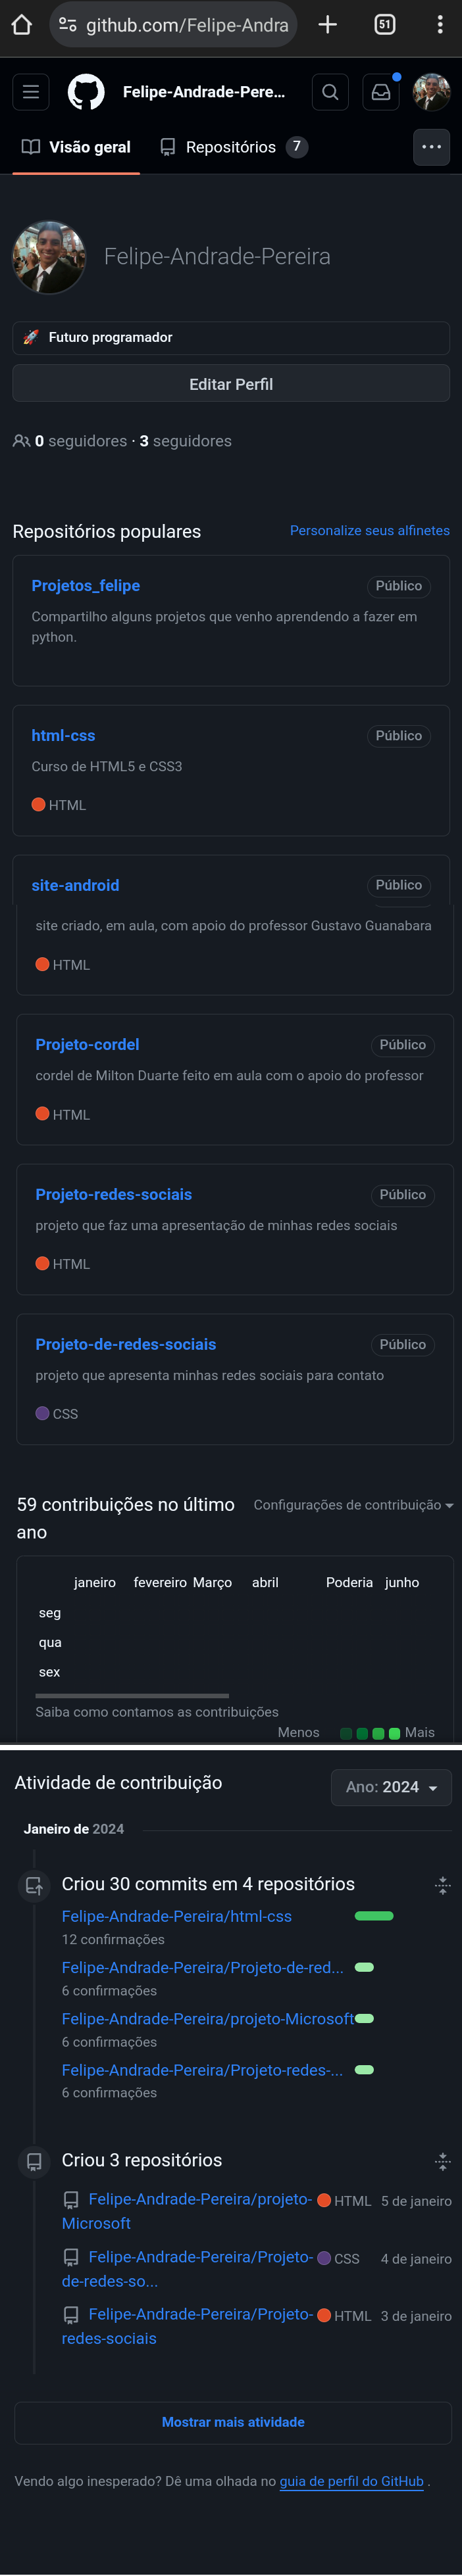 github.com/Felipe-Andra
51
Felipe-Andrade-Pere...
Visão geral
Repositórios 7
Felipe-Andrade-Pereira
🚀 Futuro programador
Editar Perfil
0 seguidores · 3 seguidores
Repositórios populares
Personalize seus alfinetes
Projetos_felipe
Público
Compartilho alguns projetos que venho aprendendo a fazer em
python.
html-css
Público
Curso de HTML5 e CSS3
HTML
site-android
Público
site criado, em aula, com apoio do professor Gustavo Guanabara
HTML
Projeto-cordel
Público
cordel de Milton Duarte feito em aula com o apoio do professor
HTML
Projeto-redes-sociais
Público
projeto que faz uma apresentação de minhas redes sociais
HTML
Projeto-de-redes-sociais
Público
projeto que apresenta minhas redes sociais para contato
CSS
59 contribuições no último
ano
Configurações de contribuição
janeiro fevereiro Março abril Poderia junho
seg
qua
sex
Saiba como contamos as contribuições
Menos Mais
Atividade de contribuição
Ano: 2024
Janeiro de 2024
Criou 30 commits em 4 repositórios
Felipe-Andrade-Pereira/html-css
12 confirmações
Felipe-Andrade-Pereira/Projeto-de-red...
6 confirmações
Felipe-Andrade-Pereira/projeto-Microsoft
6 confirmações
Felipe-Andrade-Pereira/Projeto-redes-...
6 confirmações
Criou 3 repositórios
Felipe-Andrade-Pereira/projeto-
Microsoft
HTML 5 de janeiro
Felipe-Andrade-Pereira/Projeto-
de-redes-so...
CSS 4 de janeiro
Felipe-Andrade-Pereira/Projeto-
redes-sociais
HTML 3 de janeiro
Mostrar mais atividade
Vendo algo inesperado? Dê uma olhada no guia de perfil do GitHub .